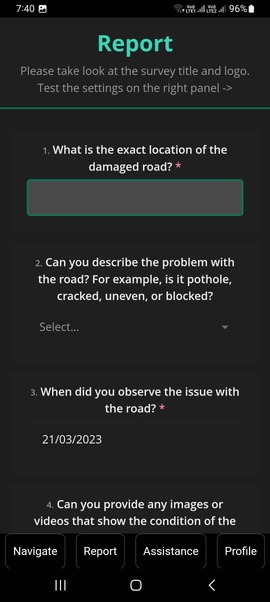 7:40
Vo) LTE1 Vo) LTE2 96%
Report
Please take look at the survey title and logo.
Test the settings on the right panel ->
1. What is the exact location of the
damaged road? *
2. Can you describe the problem with
the road? For example, is it pothole,
cracked, uneven, or blocked?
Select...
3. When did you observe the issue with
the road? *
21/03/2023
4. Can you provide any images or
videos that show the condition of the
Navigate Report Assistance Profile